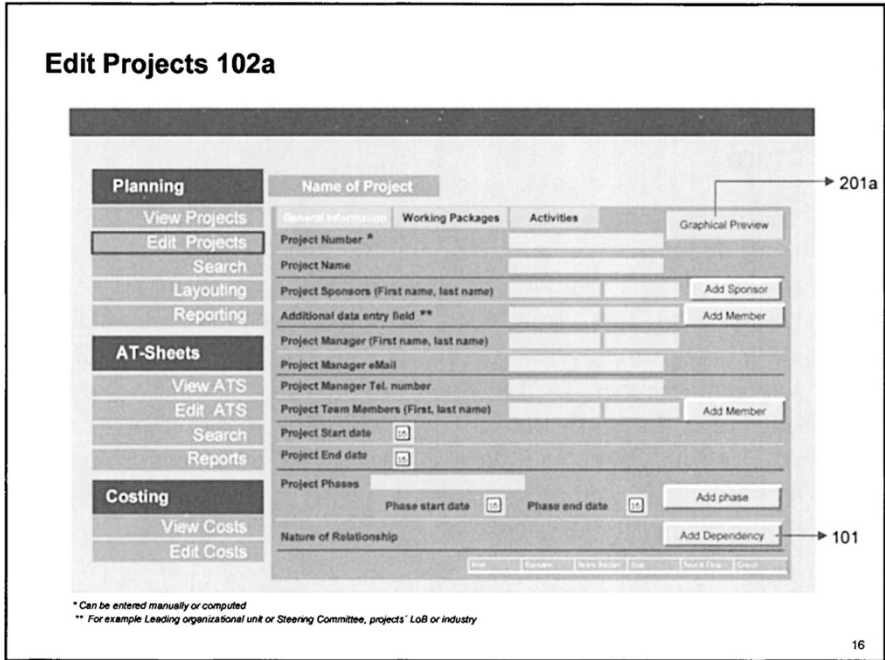 Edit Projects 102a
Planning
Name of Project
201a
View Projects
General Information Working Packages Activities
Graphical Preview
Edit Projects
Project Number *
Search
Project Name
Layouting
Project Sponsors (First name, last name)
Add Sponsor
Reporting
Additional data entry field **
Add Member
Project Manager (First name, last name)
AT-Sheets
Project Manager eMail
View ATS
Project Manager Tel. number
Edit ATS
Project Team Members (First, last name)
Add Member
Search
Project Start date
15
Reports
Project End date
15
Project Phases
Costing
Add phase
Phase start date 15 Phase end date 15
View Costs
Nature of Relationship
Add Dependency
101
Edit Costs
* Can be entered manually or computed
** For example Leading organizational unit or Steering Committee, projects' LoB or industry
16